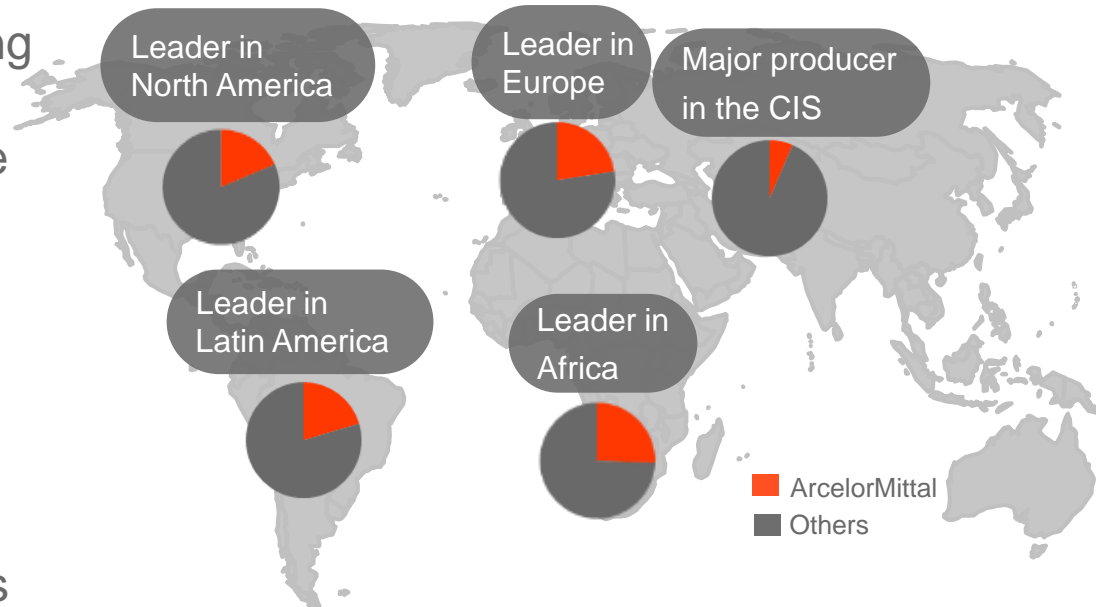 ng
e
s
Leader in
North America
Leader in
Europe
Major producer
in the CIS
Leader in
Latin America
Leader in
Africa
ArcelorMittal
Others